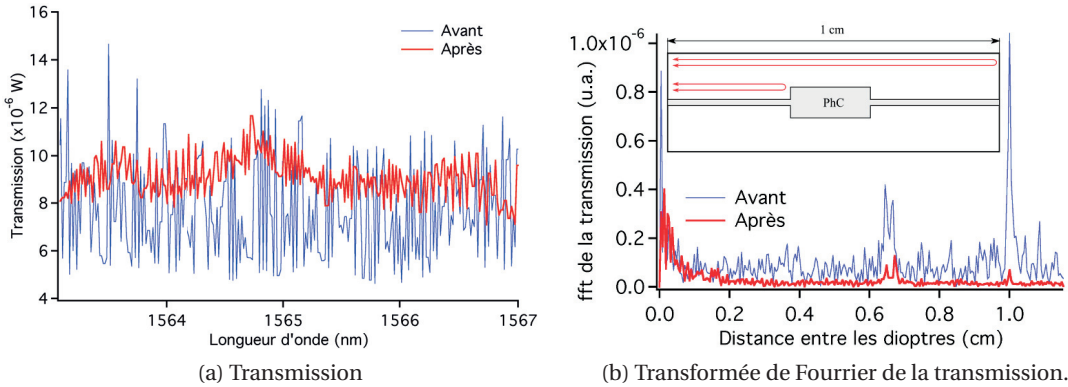 16
14
12
10
8
6
4
Transmission (x10⁻⁶ W)
Avant
Après
1564
1565
1566
1567
Longueur d'onde (nm)
(a) Transmission
1.0x10⁻⁶
0.8
0.6
0.4
0.2
0.0
fft de la transmission (u.a.)
1 cm
PhC
Avant
Après
0.0
0.2
0.4
0.6
0.8
1.0
Distance entre les dioptres (cm)
(b) Transformée de Fourrier de la transmission.